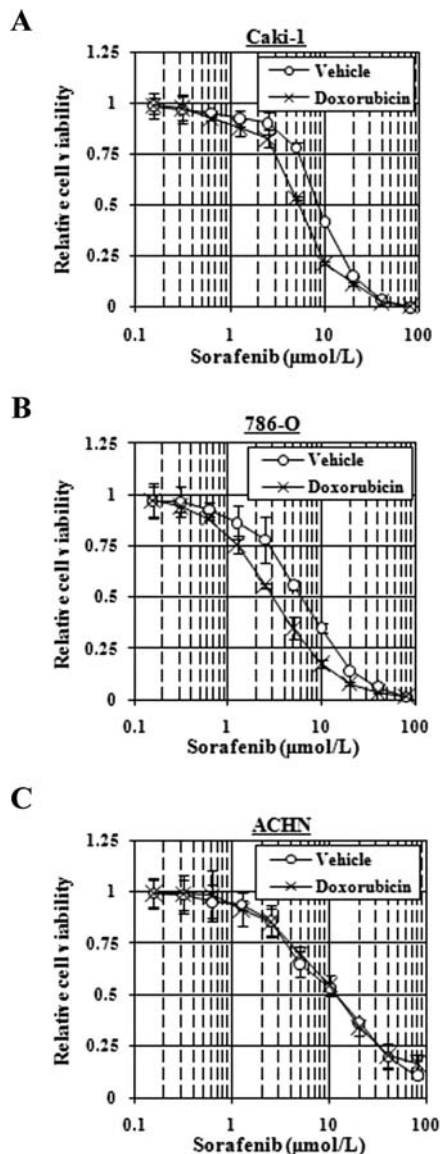 A
Caki-1
1.25
1
0.75
0.5
0.25
0
Relative cell viability
Vehicle
Doxorubicin
0.1
1
10
100
Sorafenib (μmol/L)
B
786-O
1.25
1
0.75
0.5
0.25
0
Relative cell viability
Vehicle
Doxorubicin
0.1
1
10
100
Sorafenib (μmol/L)
C
ACHN
1.25
1
0.75
0.5
0.25
0
Relative cell viability
Vehicle
Doxorubicin
0.1
1
10
100
Sorafenib (μmol/L)